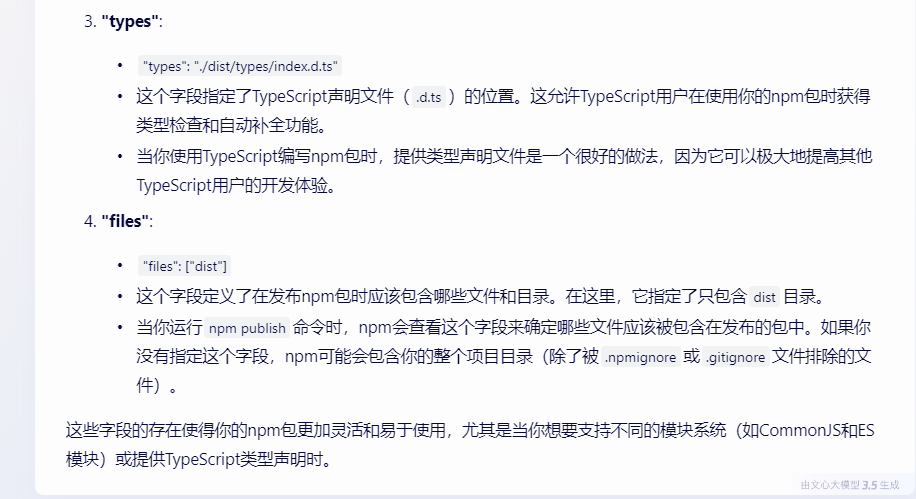 3. "types":
• "types": "./dist/types/index.d.ts"
• 这个字段指定了TypeScript声明文件（ .d.ts ）的位置。这允许TypeScript用户在使用你的npm包时获得
类型检查和自动补全功能。
• 当你使用TypeScript编写npm包时，提供类型声明文件是一个很好的做法，因为它可以极大地提高其他
TypeScript用户的开发体验。
4. "files":
• "files": ["dist"]
• 这个字段定义了在发布npm包时应该包含哪些文件和目录。在这里，它指定了只包含 dist 目录。
• 当你运行 npm publish 命令时，npm会查看这个字段来确定哪些文件应该被包含在发布的包中。如果你
没有指定这个字段，npm可能会包含你的整个项目目录（除了被 .npmignore 或 .gitignore 文件排除的文
件）。
这些字段的存在使得你的npm包更加灵活和易于使用，尤其是当你想要支持不同的模块系统（如CommonJS和ES
模块）或提供TypeScript类型声明时。
由文心大模型 3.5 生成